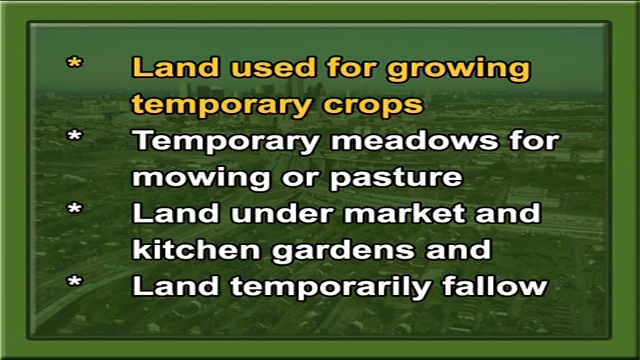 * Land used for growing
temporary crops
* Temporary meadows for
mowing or pasture
* Land under market and
kitchen gardens and
* Land temporarily fallow